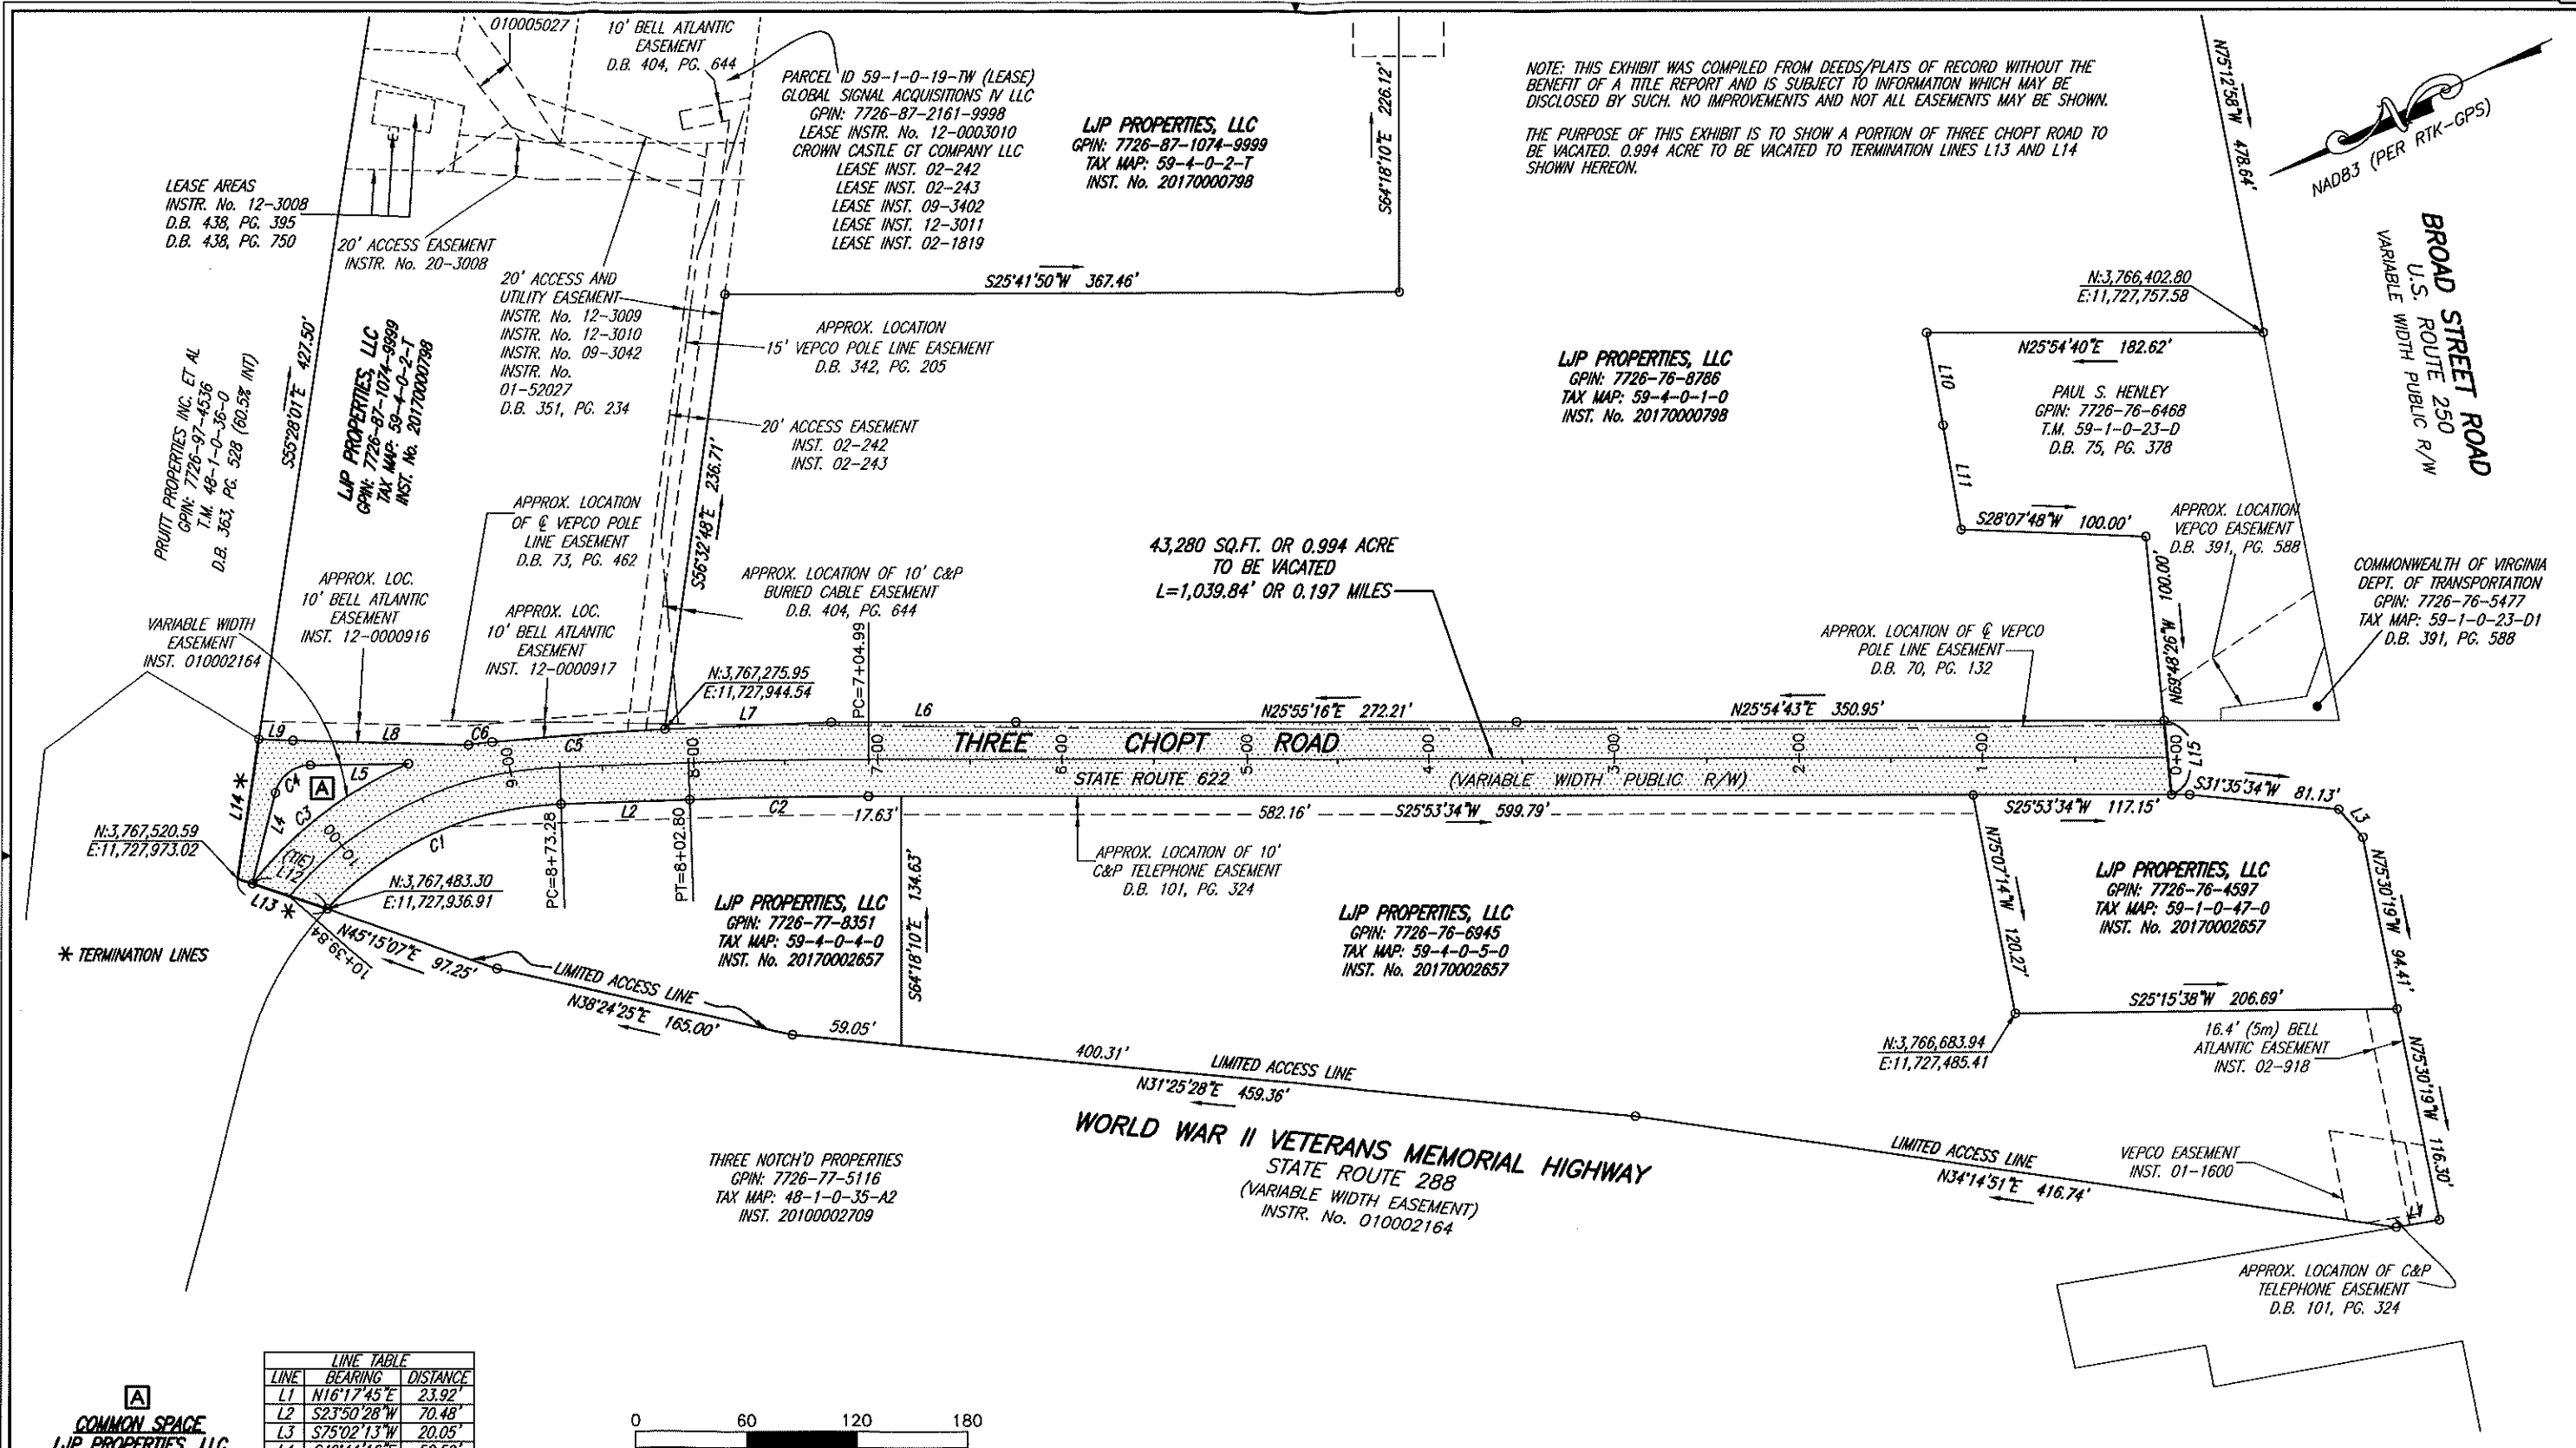 010005027
10' BELL ATLANTIC
EASEMENT
D.B. 404, PG. 644
PARCEL ID 59-1-0-19-TW (LEASE)
GLOBAL SIGNAL ACQUISITIONS IV LLC
GPIN: 7726-87-2161-9998
LEASE INSTR. No. 12-0003010
CROWN CASTLE GT COMPANY LLC
LEASE INST. 02-242
LEASE INST. 02-243
LEASE INST. 09-3402
LEASE INST. 12-3011
LEASE INST. 02-1819
LJP PROPERTIES, LLC
GPIN: 7726-87-1074-9999
TAX MAP: 59-4-0-2-T
INST. No. 20170000798
S64°18'10"E 226.12'
NOTE: THIS EXHIBIT WAS COMPILED FROM DEEDS/PLATS OF RECORD WITHOUT THE
BENEFIT OF A TITLE REPORT AND IS SUBJECT TO INFORMATION WHICH MAY BE
DISCLOSED BY SUCH. NO IMPROVEMENTS AND NOT ALL EASEMENTS MAY BE SHOWN.
THE PURPOSE OF THIS EXHIBIT IS TO SHOW A PORTION OF THREE CHOPT ROAD TO
BE VACATED. 0.994 ACRE TO BE VACATED TO TERMINATION LINES L13 AND L14
SHOWN HEREON.
N75°12'58"W 478.64'
NAD83 (PER RTK-GPS)
BROAD STREET ROAD
U.S. ROUTE 250
VARIABLE WIDTH PUBLIC R/W
LEASE AREAS
INSTR. No. 12-3008
D.B. 438, PG. 395
D.B. 438, PG. 750
20' ACCESS EASEMENT
INSTR. No. 20-3008
20' ACCESS AND
UTILITY EASEMENT
INSTR. No. 12-3009
INSTR. No. 12-3010
INSTR. No. 09-3042
INSTR. No.
01-52027
D.B. 351, PG. 234
S25°41'50"W 367.46'
APPROX. LOCATION
15' VEPCO POLE LINE EASEMENT
D.B. 342, PG. 205
20' ACCESS EASEMENT
INST. 02-242
INST. 02-243
S55°28'01"E 427.50'
LJP PROPERTIES, LLC
GPIN: 7726-87-1074-9999
TAX MAP: 59-4-0-2-T
INST. No. 20170000798
PRUITT PROPERTIES INC. ET AL
GPIN: 7726-97-4536
T.M. 48-1-0-36-0
D.B. 363, PG. 528 (60.5% INT)
S56°32'48"E 236.71'
LJP PROPERTIES, LLC
GPIN: 7726-76-8786
TAX MAP: 59-4-0-1-0
INST. No. 20170000798
N:3,766,402.80
E:11,727,757.58
N25°54'40"E 182.62'
L10
L11
PAUL S. HENLEY
GPIN: 7726-76-6468
T.M. 59-1-0-23-D
D.B. 75, PG. 378
S28°07'48"W 100.00'
N69°48'26"W 100.00'
APPROX. LOCATION
VEPCO EASEMENT
D.B. 391, PG. 588
COMMONWEALTH OF VIRGINIA
DEPT. OF TRANSPORTATION
GPIN: 7726-76-5477
TAX MAP: 59-1-0-23-D1
D.B. 391, PG. 588
APPROX. LOCATION
OF ℄ VEPCO POLE
LINE EASEMENT
D.B. 73, PG. 462
43,280 SQ.FT. OR 0.994 ACRE
TO BE VACATED
L=1,039.84' OR 0.197 MILES
APPROX. LOC.
10' BELL ATLANTIC
EASEMENT
INST. 12-0000916
APPROX. LOC.
10' BELL ATLANTIC
EASEMENT
INST. 12-0000917
APPROX. LOCATION OF 10' C&P
BURIED CABLE EASEMENT
D.B. 404, PG. 644
VARIABLE WIDTH
EASEMENT
INST. 010002164
APPROX. LOCATION OF ℄ VEPCO
POLE LINE EASEMENT
D.B. 70, PG. 132
N:3,767,275.95
E:11,727,944.54
PC=7+04.99
L9
L8
C6
C5
L7
L6
N25°55'16"E 272.21'
N25°54'43"E 350.95'
THREE CHOPT ROAD
STATE ROUTE 622
(VARIABLE WIDTH PUBLIC R/W)
10+00
9+00
8+00
7+00
6+00
5+00
4+00
3+00
2+00
1+00
0+00
L15
L14 *
C4
A
L5
L4
C3
(TIE)
L12
L13 *
C1
PC=8+73.28
L2
PT=8+02.80
C2
17.63'
582.16'
S25°53'34"W 599.79'
S25°53'34"W 117.15'
S31°35'34"W 81.13'
L3
N:3,767,520.59
E:11,727,973.02
N:3,767,483.30
E:11,727,936.91
* TERMINATION LINES
N45°15'07"E 97.25'
10+39.84
LIMITED ACCESS LINE
N38°24'25"E 165.00'
LJP PROPERTIES, LLC
GPIN: 7726-77-8351
TAX MAP: 59-4-0-4-0
INST. No. 20170002657
S64°18'10"E 134.63'
APPROX. LOCATION OF 10'
C&P TELEPHONE EASEMENT
D.B. 101, PG. 324
LJP PROPERTIES, LLC
GPIN: 7726-76-6945
TAX MAP: 59-4-0-5-0
INST. No. 20170002657
N75°07'14"W 120.27'
LJP PROPERTIES, LLC
GPIN: 7726-76-4597
TAX MAP: 59-1-0-47-0
INST. No. 20170002657
N75°30'19"W 94.41'
S25°15'38"W 206.69'
N:3,766,683.94
E:11,727,485.41
16.4' (5m) BELL
ATLANTIC EASEMENT
INST. 02-918
N75°30'19"W 116.30'
59.05'
400.31'
LIMITED ACCESS LINE
N31°25'28"E 459.36'
WORLD WAR II VETERANS MEMORIAL HIGHWAY
STATE ROUTE 288
(VARIABLE WIDTH EASEMENT)
INSTR. No. 010002164
THREE NOTCH'D PROPERTIES
GPIN: 7726-77-5116
TAX MAP: 48-1-0-35-A2
INST. 20100002709
LIMITED ACCESS LINE
N34°14'51"E 416.74'
VEPCO EASEMENT
INST. 01-1600
APPROX. LOCATION OF C&P
TELEPHONE EASEMENT
D.B. 101, PG. 324
A
COMMON SPACE
LJP PROPERTIES, LLC
LINE TABLE
LINE BEARING DISTANCE
L1 N16°17'45"E 23.92'
L2 S23°50'28"W 70.48'
L3 S75°02'13"W 20.05'
0 60 120 180